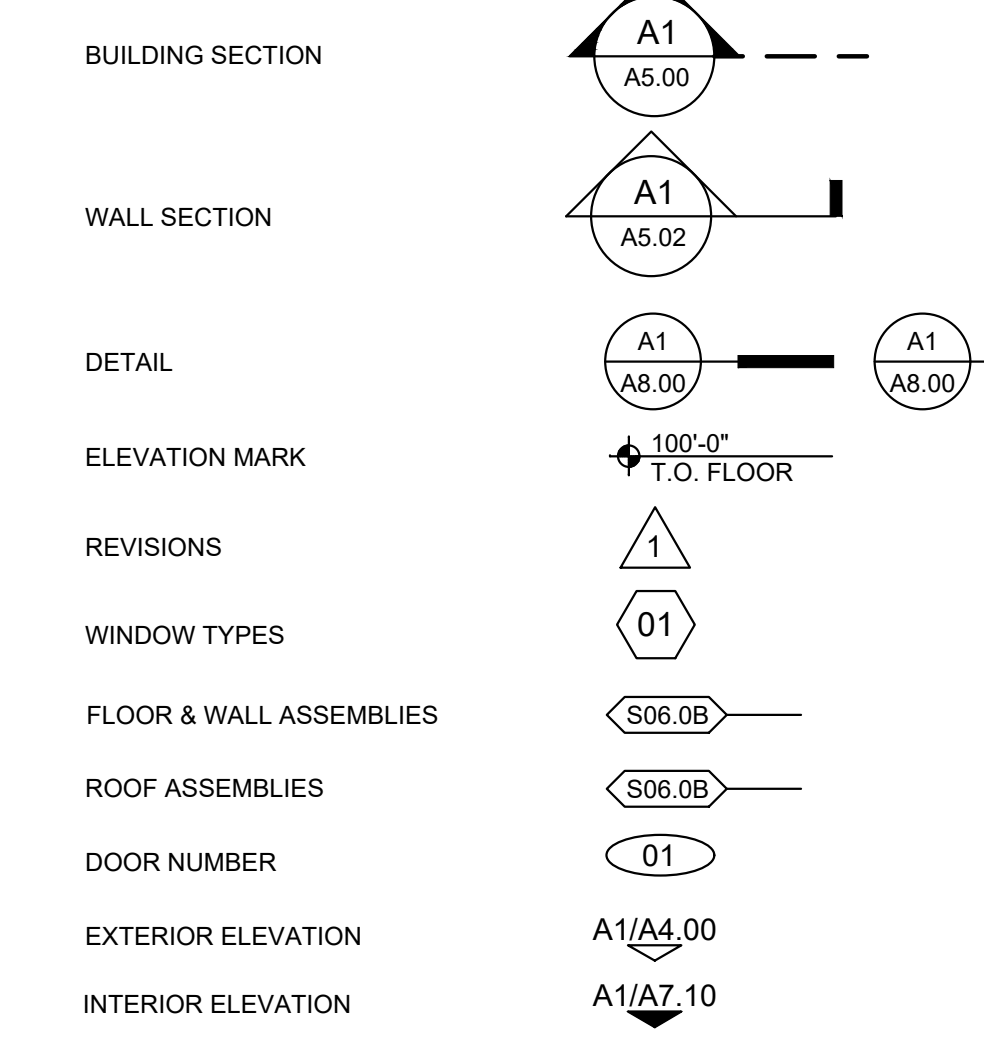 BUILDING SECTION
A1
A5.00
WALL SECTION
A1
A5.02
DETAIL
A1
A8.00
A1
A8.00
ELEVATION MARK
100'-0"
T.O. FLOOR
REVISIONS
1
WINDOW TYPES
01
FLOOR & WALL ASSEMBLIES
S06.0B
ROOF ASSEMBLIES
S06.0B
DOOR NUMBER
01
EXTERIOR ELEVATION
A1/A4.00
INTERIOR ELEVATION
A1/A7.10